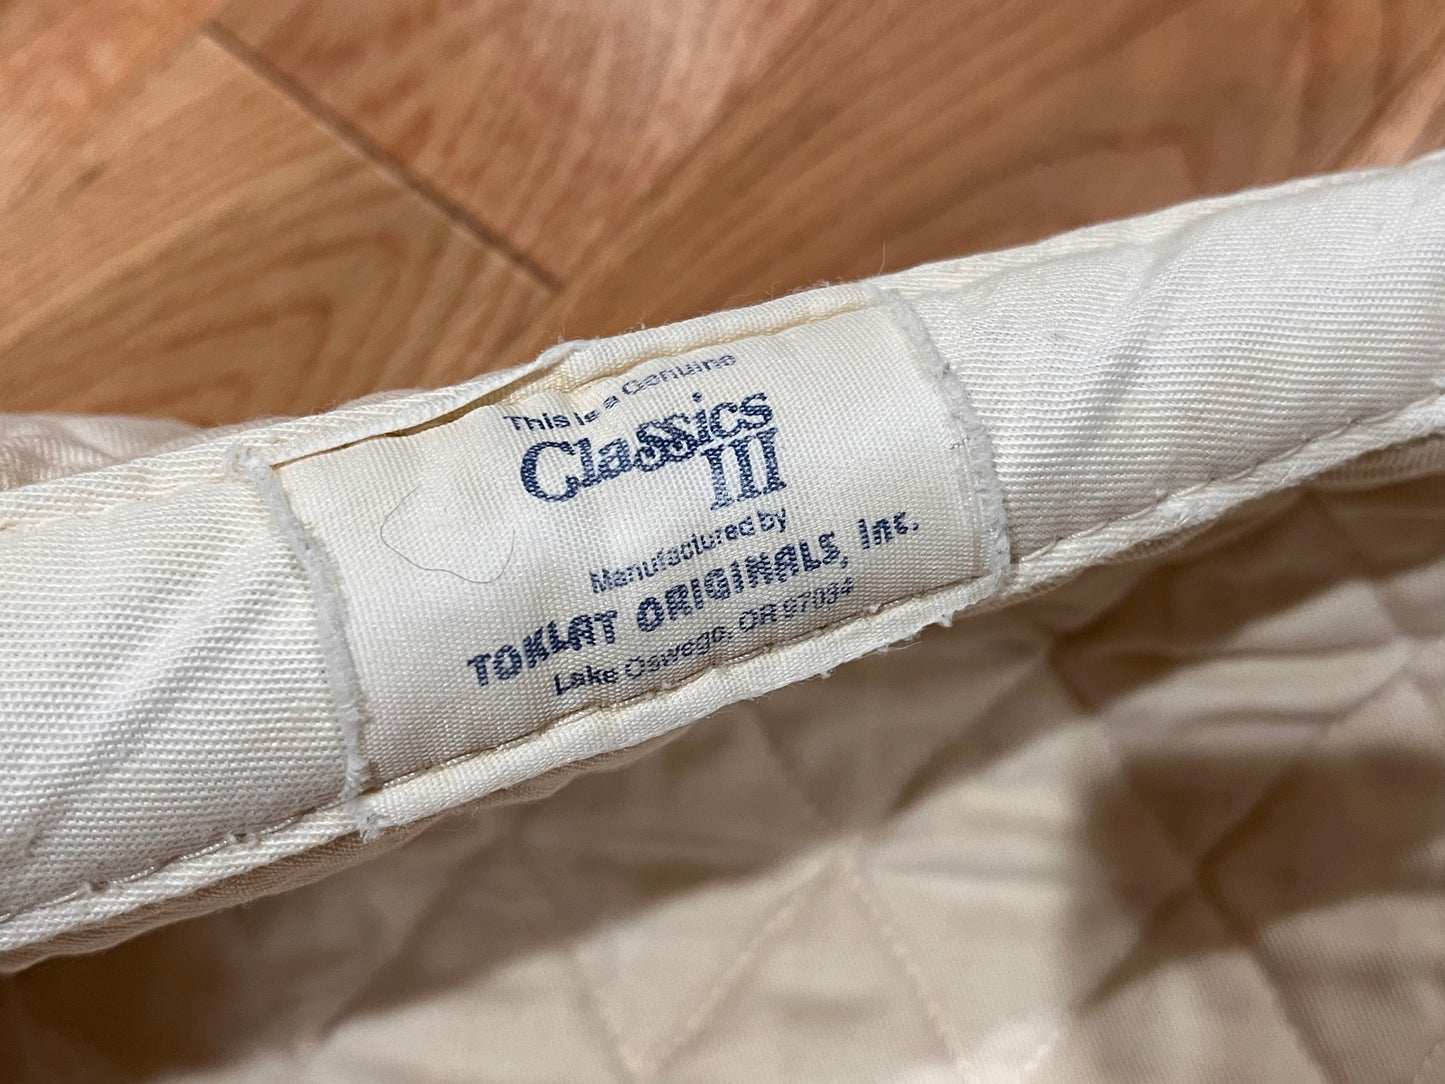 This is a Genuine
Classics
III
Manufactured by
TOKLAT ORIGINALS, Inc.
Lake Oswego, OR 97034